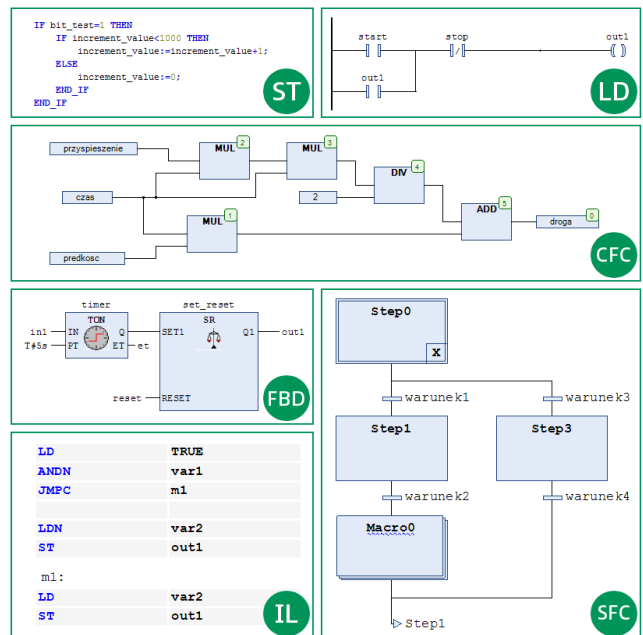 IF bit_test=1 THEN
IF increment_value<1000 THEN
increment_value:=increment_value+1;
ELSE
increment_value:=0;
END_IF
END_IF
ST
start stop out1
out1
LD
przyspieszenie MUL 2 MUL 3
DIV 4
czas 2
ADD 5
MUL 1 droga 0
predkosc
CFC
timer set_reset
TON SR
in1 IN Q SET1 Q1 out1
T#5s PT ET et
reset RESET
FBD
LD TRUE
ANDN var1
JMPC m1
LDN var2
ST out1
m1:
LD var2
ST out1
IL
Step0
X
warunek1 warunek3
Step1 Step3
warunek2 warunek4
Macro0
Step1
SFC